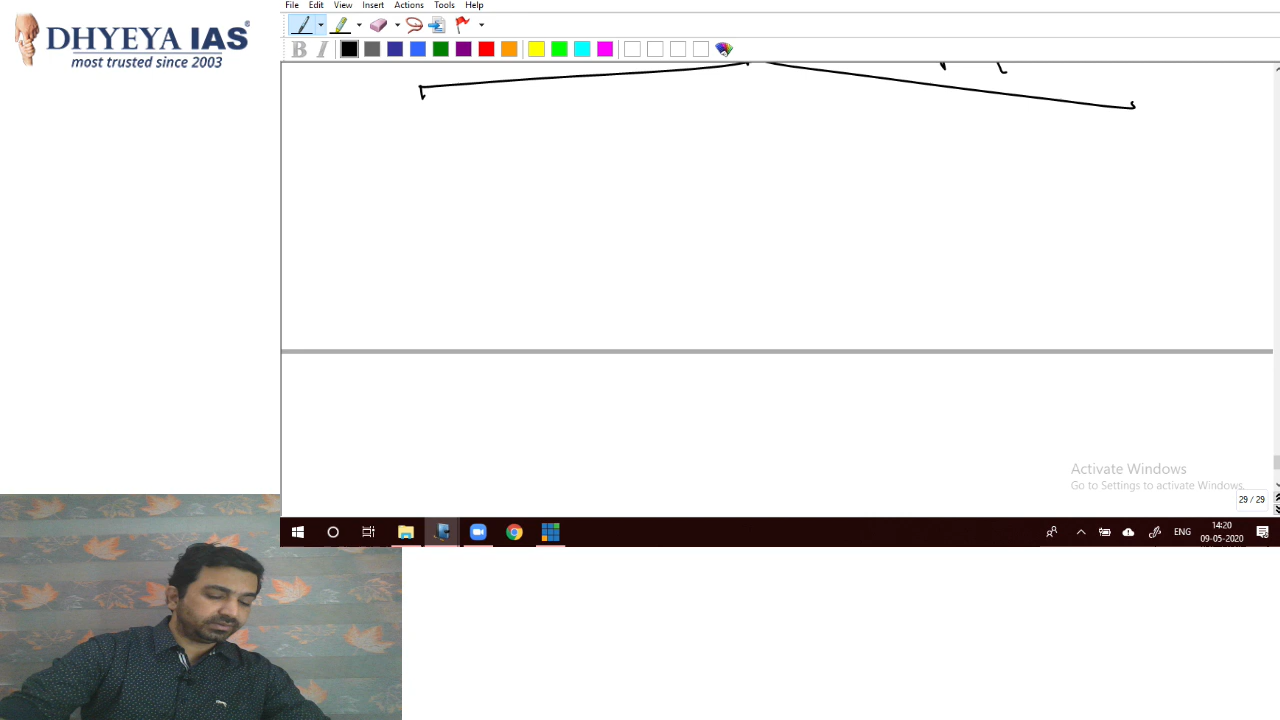 DHYEYA IAS®
most trusted since 2003
File Edit View Insert Actions Tools Help
B I
Activate Windows
Go to Settings to activate Windows.
29 / 29
ENG
14:20
09-05-2020